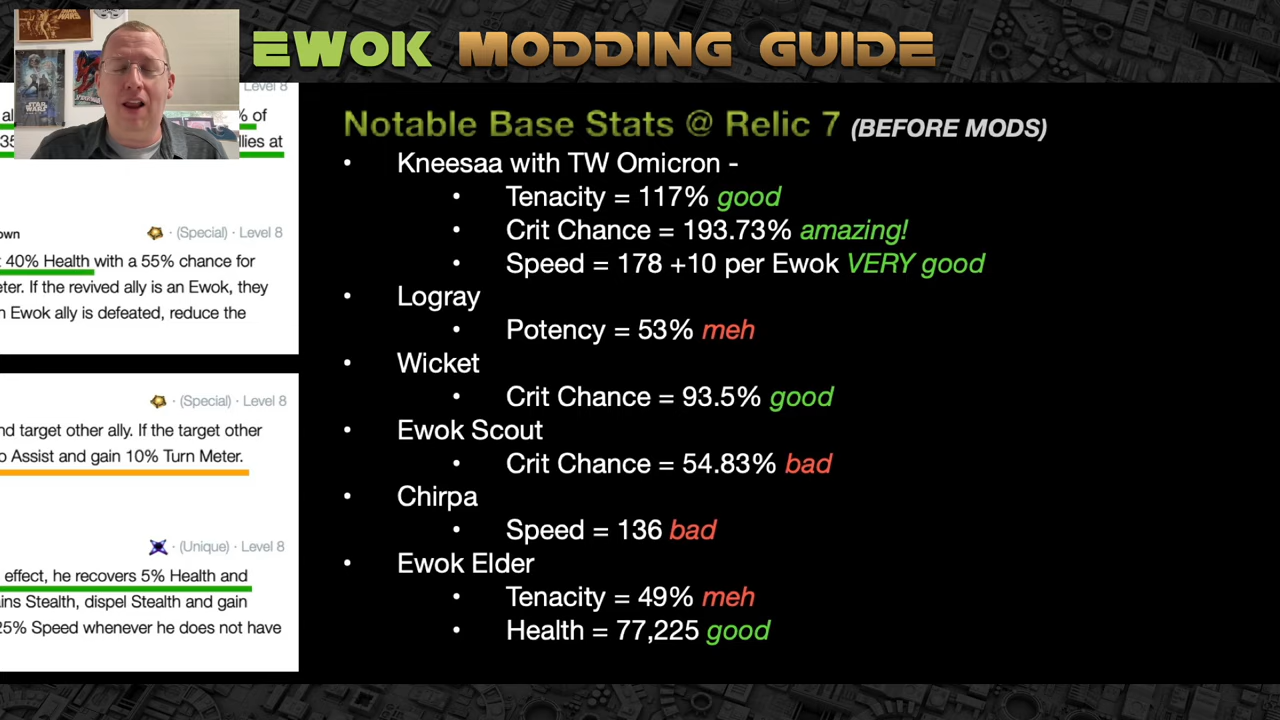 EWOK MODDING GUIDE
STAR WARS
Level 8
% of
35
llies at
Notable Base Stats @ Relic 7 (BEFORE MODS)
• Kneesaa with TW Omicron -
• Tenacity = 117% good
• Crit Chance = 193.73% amazing!
• Speed = 178 +10 per Ewok VERY good
• Logray
• Potency = 53% meh
• Wicket
• Crit Chance = 93.5% good
• Ewok Scout
• Crit Chance = 54.83% bad
• Chirpa
• Speed = 136 bad
• Ewok Elder
• Tenacity = 49% meh
• Health = 77,225 good
own
· (Special) · Level 8
40% Health with a 55% chance for
eter. If the revived ally is an Ewok, they
n Ewok ally is defeated, reduce the
· (Special) · Level 8
nd target other ally. If the target other
o Assist and gain 10% Turn Meter.
· (Unique) · Level 8
effect, he recovers 5% Health and
ins Stealth, dispel Stealth and gain
25% Speed whenever he does not have